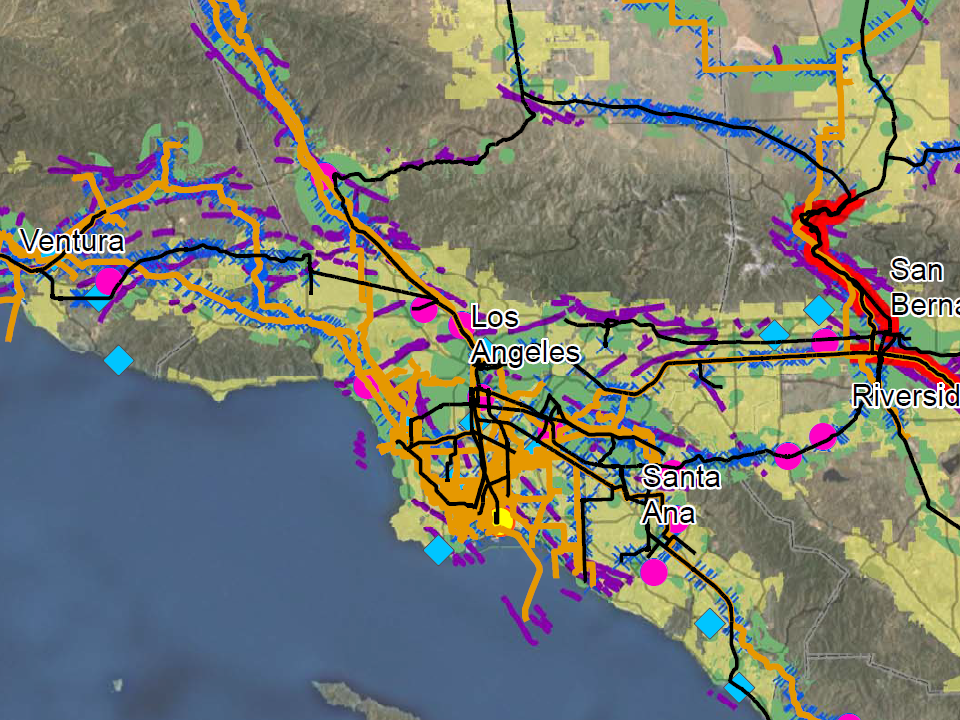 Ventura
San
Berna
Los
Angeles
Riversid
Santa
Ana